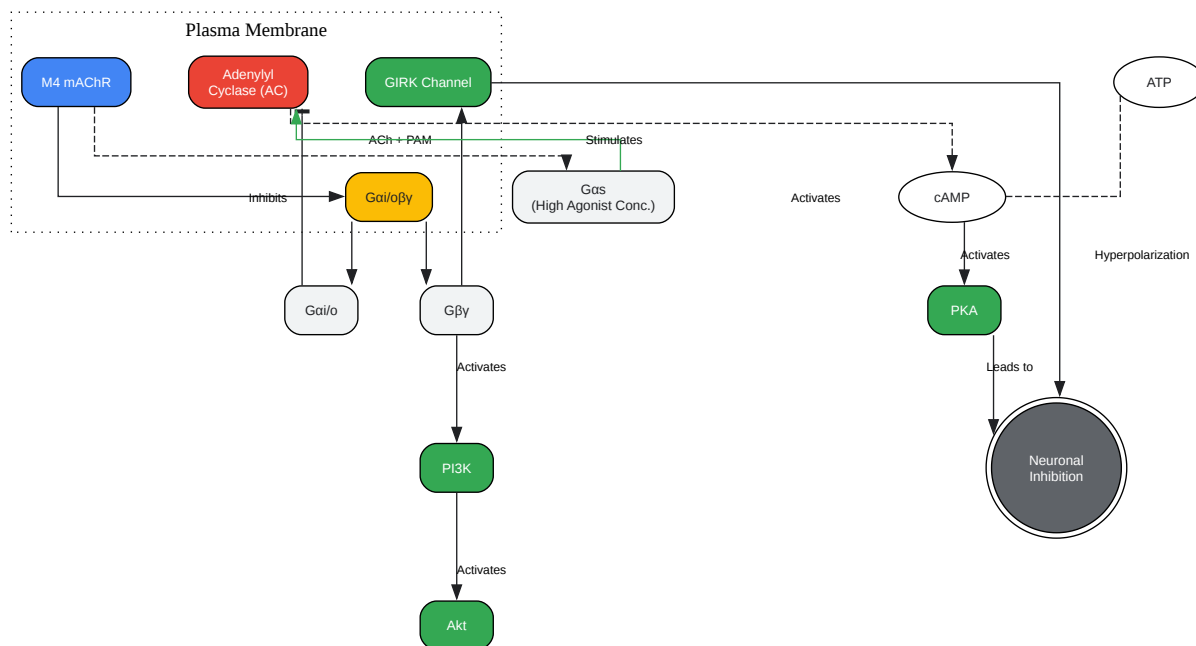 Plasma Membrane
M4 mAChR
Adenylyl
Cyclase (AC)
GIRK Channel
ATP
ACh + PAM
Stimulates
Inhibits
Gαi/oβγ
Gαs
(High Agonist Conc.)
Activates
cAMP
Activates
Hyperpolarization
Gαi/o
Gβγ
PKA
Activates
Leads to
PI3K
Neuronal
Inhibition
Activates
Akt